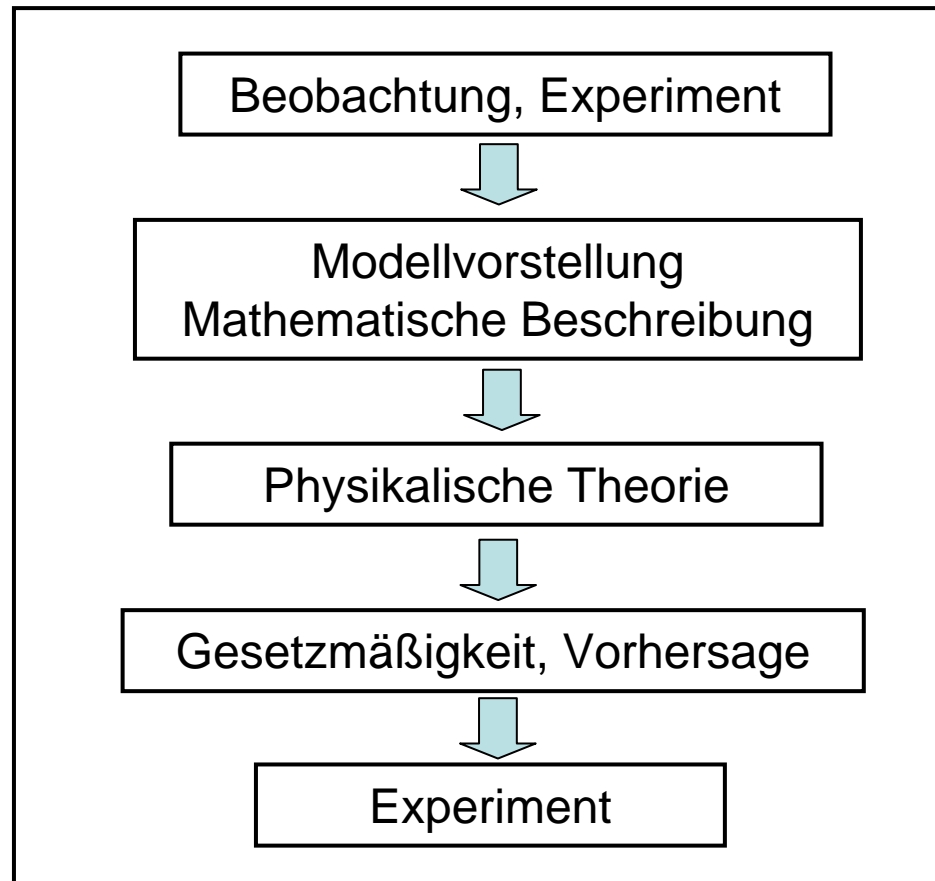 Beobachtung, Experiment
Modellvorstellung
Mathematische Beschreibung
Physikalische Theorie
Gesetzmäßigkeit, Vorhersage
Experiment